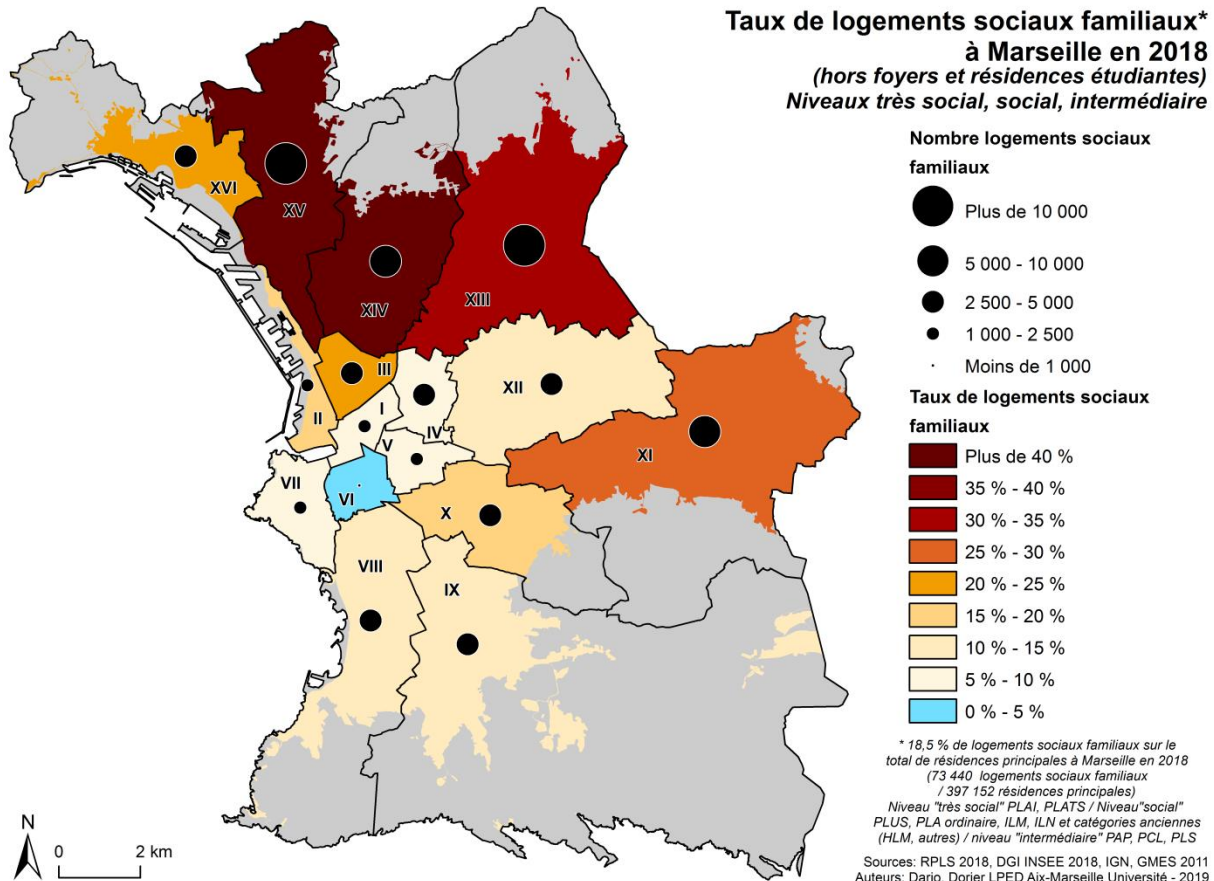 Taux de logements sociaux familiaux*
à Marseille en 2018
(hors foyers et résidences étudiantes)
Niveaux très social, social, intermédiaire
Nombre logements sociaux
familiaux
Plus de 10 000
5 000 - 10 000
2 500 - 5 000
1 000 - 2 500
Moins de 1 000
Taux de logements sociaux
familiaux
Plus de 40 %
35 % - 40 %
30 % - 35 %
25 % - 30 %
20 % - 25 %
15 % - 20 %
10 % - 15 %
5 % - 10 %
0 % - 5 %
* 18,5 % de logements sociaux familiaux sur le
total de résidences principales à Marseille en 2018
(73 440 logements sociaux familiaux
/ 397 152 résidences principales)
Niveau "très social" PLAI, PLATS / Niveau"social"
PLUS, PLA ordinaire, ILM, ILN et catégories anciennes
(HLM, autres) / niveau "intermédiaire" PAP, PCL, PLS
Sources: RPLS 2018, DGI INSEE 2018, IGN, GMES 2011
Auteurs: Dario, Dorier LPED Aix-Marseille Université - 2019
XVI
XV
XIV
XIII
III
XII
I
II
IV
V
XI
VII
VI
X
VIII
IX
N
0 2 km